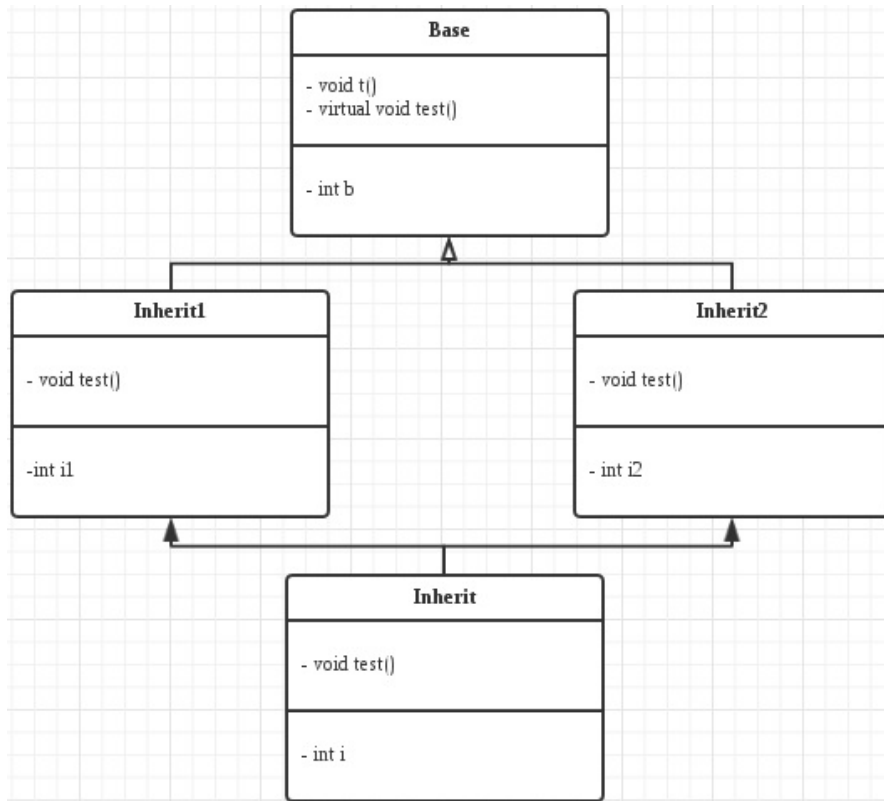 Base
- void t()
- virtual void test()
- int b
Inherit1
- void test()
-int i1
Inherit2
- void test()
- int i2
Inherit
- void test()
- int i